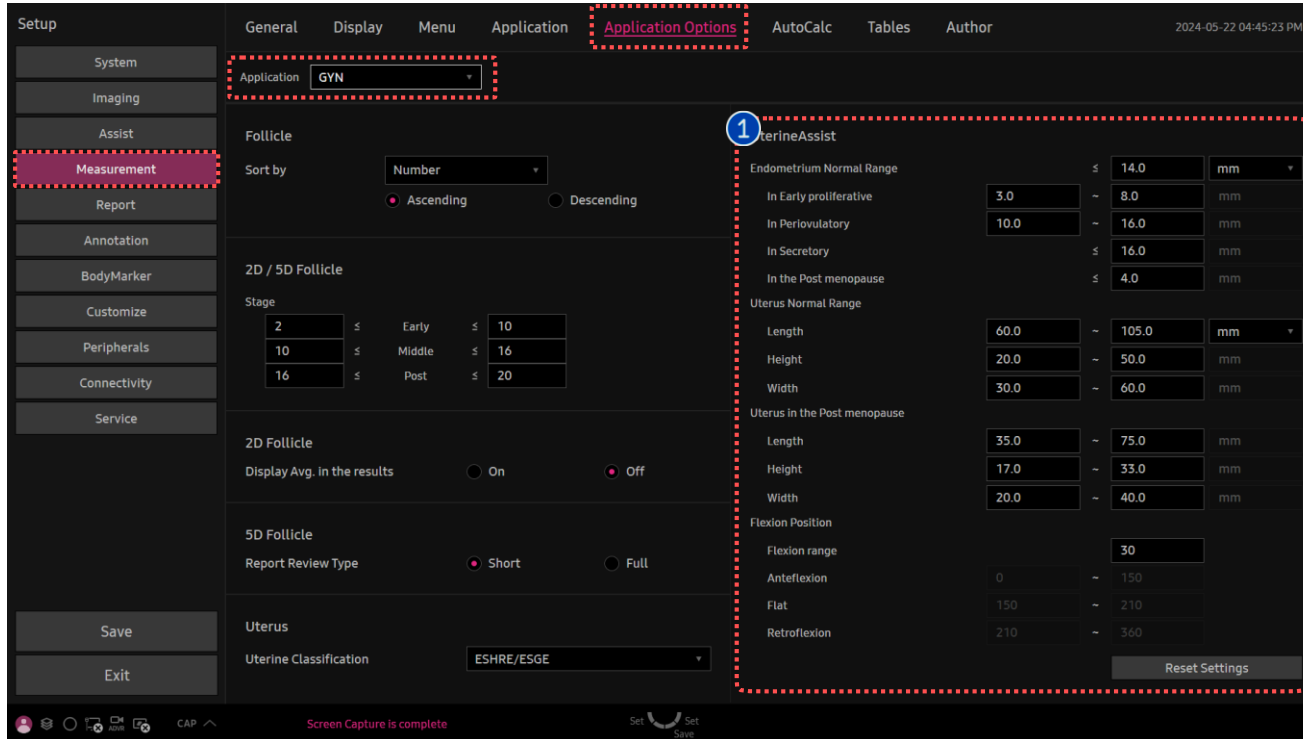 Setup
General Display Menu Application Application Options AutoCalc Tables Author 2024-05-22 04:45:23 PM
System
Imaging
Assist
Measurement
Report
Annotation
BodyMarker
Customize
Peripherals
Connectivity
Service
Save
Exit
Application GYN
Follicle
Sort by Number
Ascending Descending
2D / 5D Follicle
Stage
2 ≤ Early ≤ 10
10 ≤ Middle ≤ 16
16 ≤ Post ≤ 20
2D Follicle
Display Avg. in the results On Off
5D Follicle
Report Review Type Short Full
Uterus
Uterine Classification ESHRE/ESGE
1
terineAssist
Endometrium Normal Range ≤ 14.0 mm
In Early proliferative 3.0 ~ 8.0 mm
In Periovulatory 10.0 ~ 16.0 mm
In Secretory ≤ 16.0 mm
In the Post menopause ≤ 4.0 mm
Uterus Normal Range
Length 60.0 ~ 105.0 mm
Height 20.0 ~ 50.0 mm
Width 30.0 ~ 60.0 mm
Uterus in the Post menopause
Length 35.0 ~ 75.0 mm
Height 17.0 ~ 33.0 mm
Width 20.0 ~ 40.0 mm
Flexion Position
Flexion range 30
Anteflexion 0 ~ 150
Flat 150 ~ 210
Retroflexion 210 ~ 360
Reset Settings
ADVR CAP Screen Capture is complete Set Set
Save